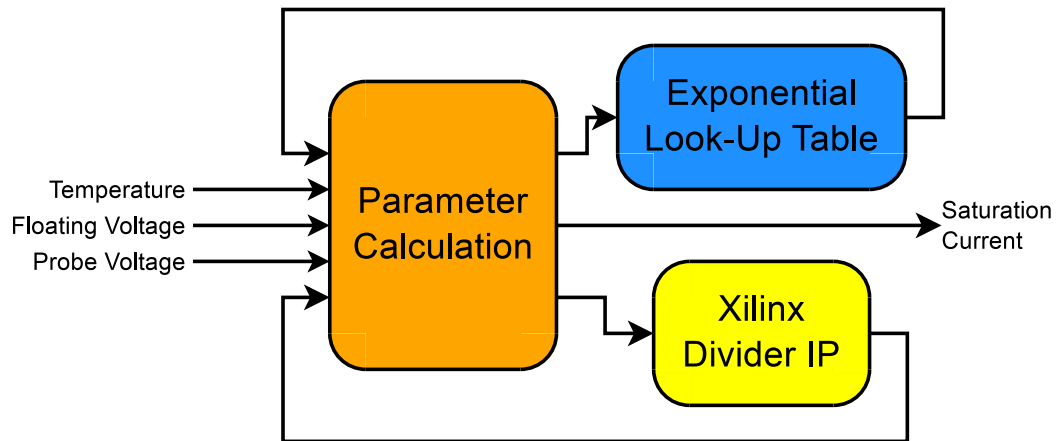 Exponential
Look-Up Table
Temperature
Floating Voltage
Probe Voltage
Parameter
Calculation
Saturation
Current
Xilinx
Divider IP